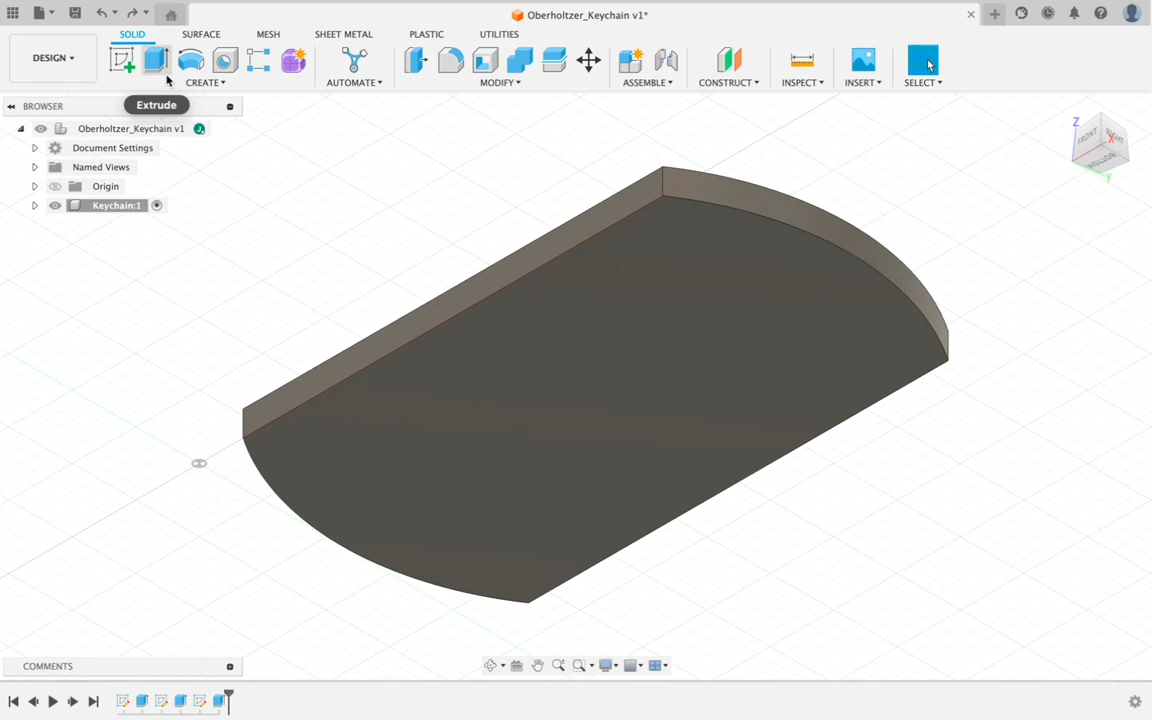 Oberholtzer_Keychain v1*
SOLID SURFACE MESH SHEET METAL PLASTIC UTILITIES
DESIGN
CREATE AUTOMATE MODIFY ASSEMBLE CONSTRUCT INSPECT INSERT SELECT
Extrude
BROWSER
Oberholtzer_Keychain v1
Document Settings
Named Views
Origin
Keychain:1
Z
FRONT RIGHT
X
BOTTOM
Y
COMMENTS